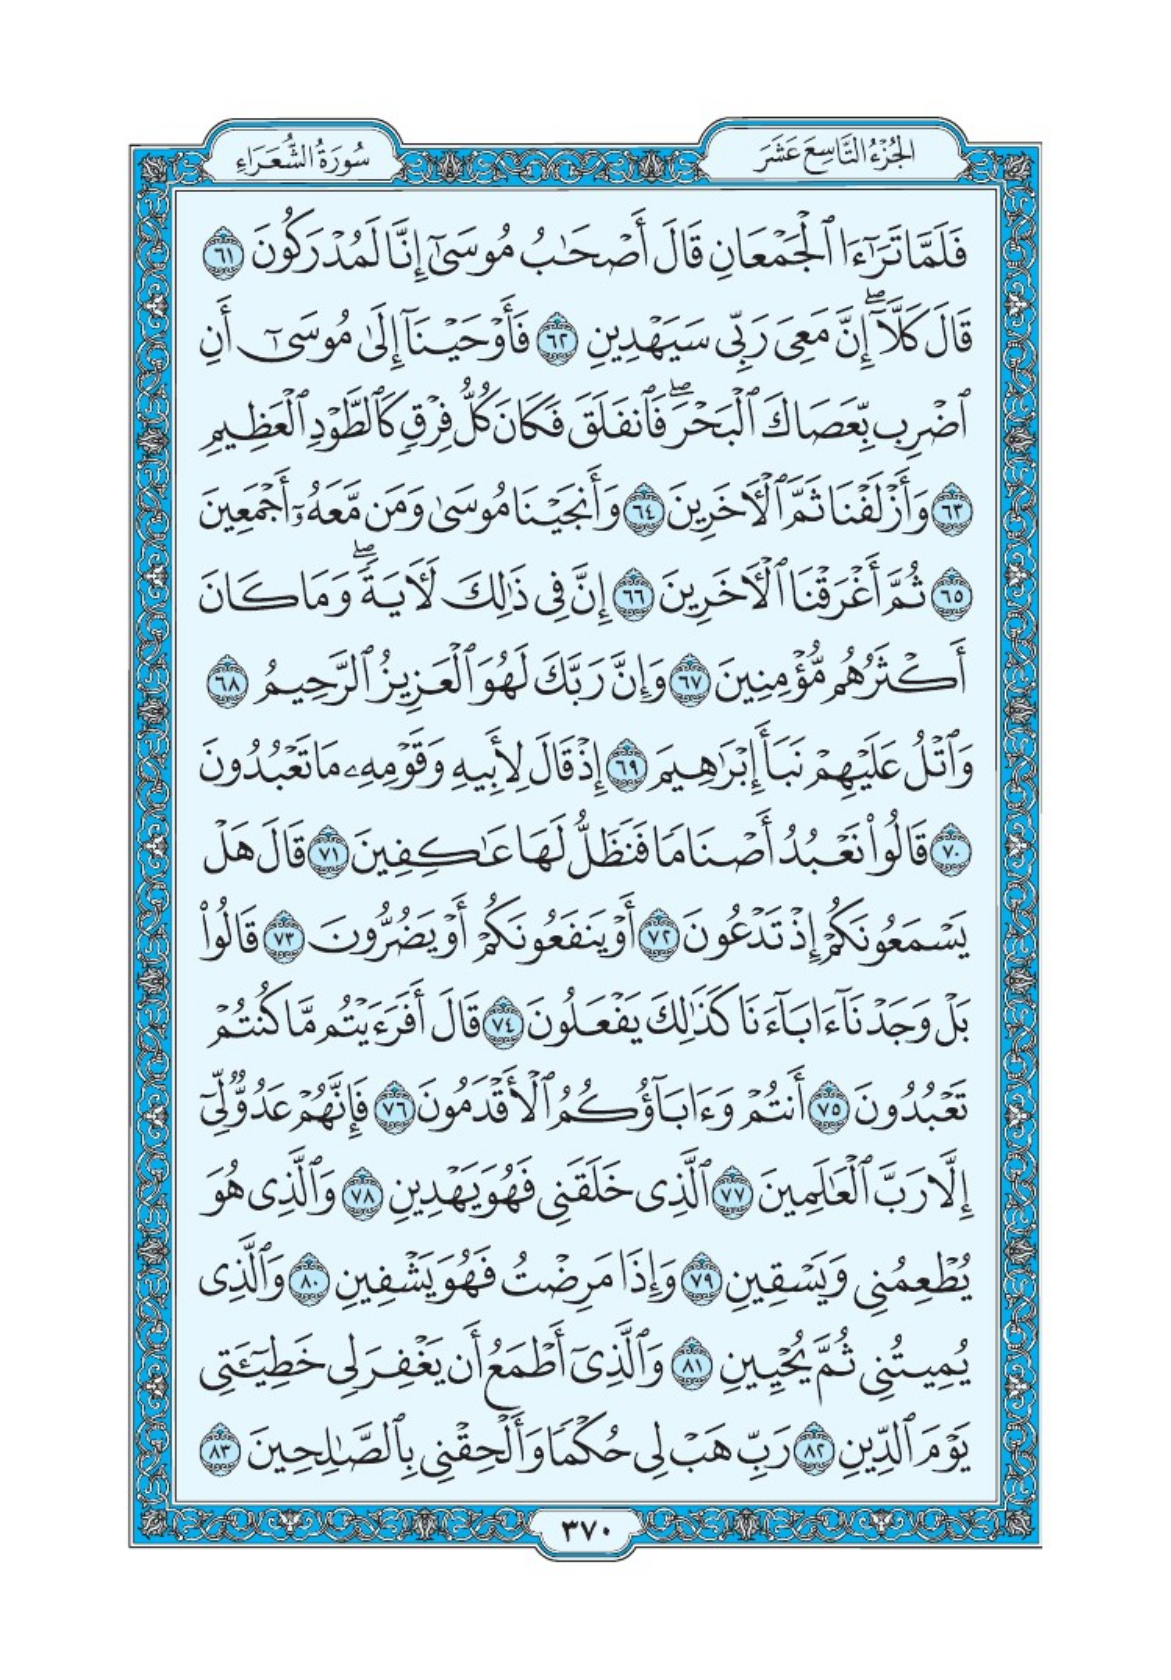 الجُزْءُ التَّاسِعَ عَشَرَ
سُورَةُ الشُّعَرَاءِ
فَلَمَّا تَرَٰٓءَا ٱلْجَمْعَانِ قَالَ أَصْحَٰبُ مُوسَىٰٓ إِنَّا لَمُدْرَكُونَ ٦١
قَالَ كَلَّآۖ إِنَّ مَعِىَ رَبِّى سَيَهْدِينِ ٦٢ فَأَوْحَيْنَآ إِلَىٰ مُوسَىٰٓ أَنِ
ٱضْرِب بِّعَصَاكَ ٱلْبَحْرَۖ فَٱنفَلَقَ فَكَانَ كُلُّ فِرْقٍ كَٱلطَّوْدِ ٱلْعَظِيمِ
٦٣ وَأَزْلَفْنَا ثَمَّ ٱلْأَٓخَرِينَ ٦٤ وَأَنجَيْنَا مُوسَىٰ وَمَن مَّعَهُۥٓ أَجْمَعِينَ
٦٥ ثُمَّ أَغْرَقْنَا ٱلْأَٓخَرِينَ ٦٦ إِنَّ فِى ذَٰلِكَ لَأَٓيَةًۖ وَمَا كَانَ
أَكْثَرُهُم مُّؤْمِنِينَ ٦٧ وَإِنَّ رَبَّكَ لَهُوَ ٱلْعَزِيزُ ٱلرَّحِيمُ ٦٨
وَٱتْلُ عَلَيْهِمْ نَبَأَ إِبْرَٰهِيمَ ٦٩ إِذْ قَالَ لِأَبِيهِ وَقَوْمِهِۦ مَا تَعْبُدُونَ
٧٠ قَالُوا۟ نَعْبُدُ أَصْنَامًا فَنَظَلُّ لَهَا عَٰكِفِينَ ٧١ قَالَ هَلْ
يَسْمَعُونَكُمْ إِذْ تَدْعُونَ ٧٢ أَوْ يَنفَعُونَكُمْ أَوْ يَضُرُّونَ ٧٣ قَالُوا۟
بَلْ وَجَدْنَآ ءَابَآءَنَا كَذَٰلِكَ يَفْعَلُونَ ٧٤ قَالَ أَفَرَءَيْتُم مَّا كُنتُمْ
تَعْبُدُونَ ٧٥ أَنتُمْ وَءَابَآؤُكُمُ ٱلْأَقْدَمُونَ ٧٦ فَإِنَّهُمْ عَدُوٌّ لِّىٓ
إِلَّا رَبَّ ٱلْعَٰلَمِينَ ٧٧ ٱلَّذِى خَلَقَنِى فَهُوَ يَهْدِينِ ٧٨ وَٱلَّذِى هُوَ
يُطْعِمُنِى وَيَسْقِينِ ٧٩ وَإِذَا مَرِضْتُ فَهُوَ يَشْفِينِ ٨٠ وَٱلَّذِى
يُمِيتُنِى ثُمَّ يُحْيِينِ ٨١ وَٱلَّذِىٓ أَطْمَعُ أَن يَغْفِرَ لِى خَطِيٓـَٔتِى
يَوْمَ ٱلدِّينِ ٨٢ رَبِّ هَبْ لِى حُكْمًا وَأَلْحِقْنِى بِٱلصَّٰلِحِينَ ٨٣
٣٧٠